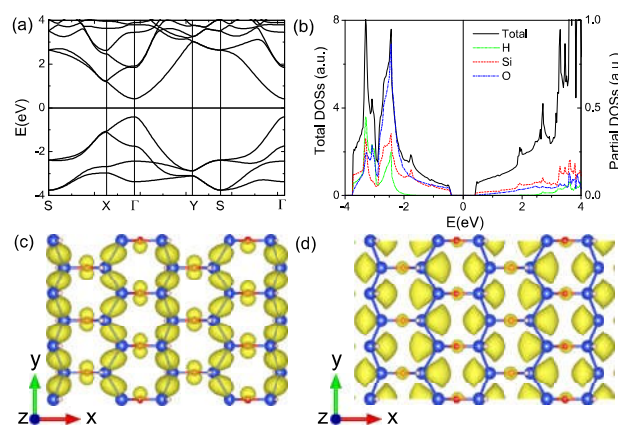 (a)
E(eV)
4
2
0
-2
-4
S
X
Γ
Y
S
Γ
(b)
Total DOSs (a.u.)
8
4
0
Total
H
Si
O
1.0
0.5
0.0
Partial DOSs (a.u.)
-4
-2
0
2
4
E(eV)
(c)
y
z
x
(d)
y
z
x